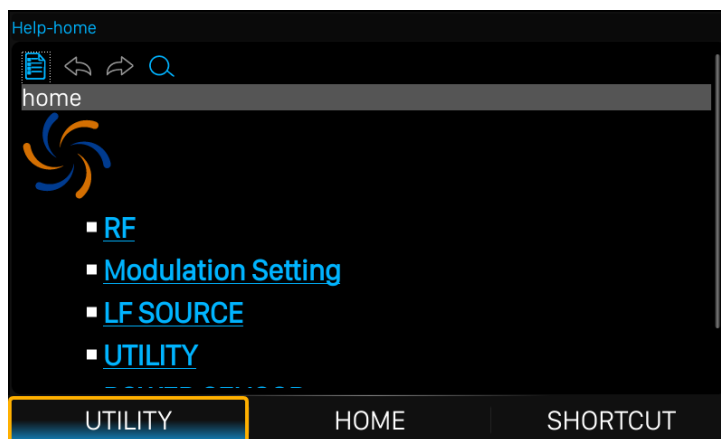 Help-home
home
RF
Modulation Setting
LF SOURCE
UTILITY
UTILITY HOME SHORTCUT